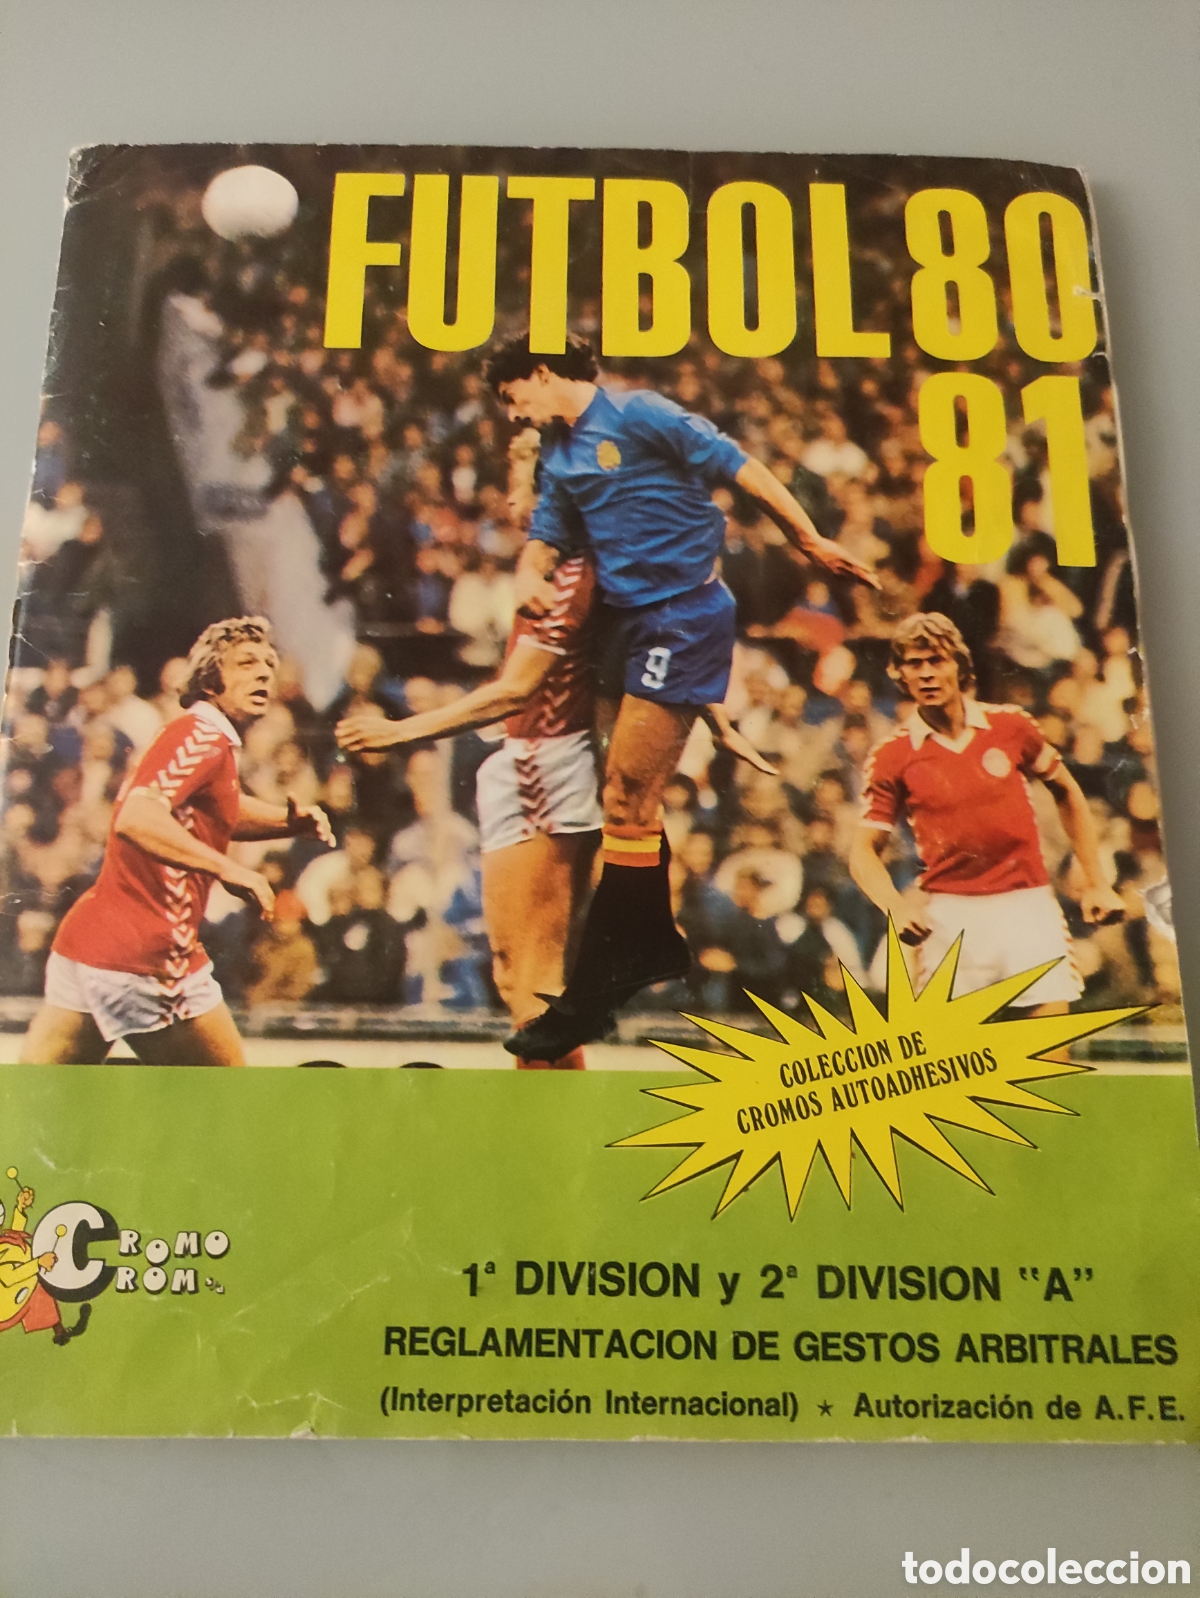 FUTBOL 80
81
9
COLECCION DE
CROMOS AUTOADHESIVOS
CROMO
CROM
1ª DIVISION y 2ª DIVISION "A"
REGLAMENTACION DE GESTOS ARBITRALES
(Interpretación Internacional) ★ Autorización de A.F.E.
todocoleccion